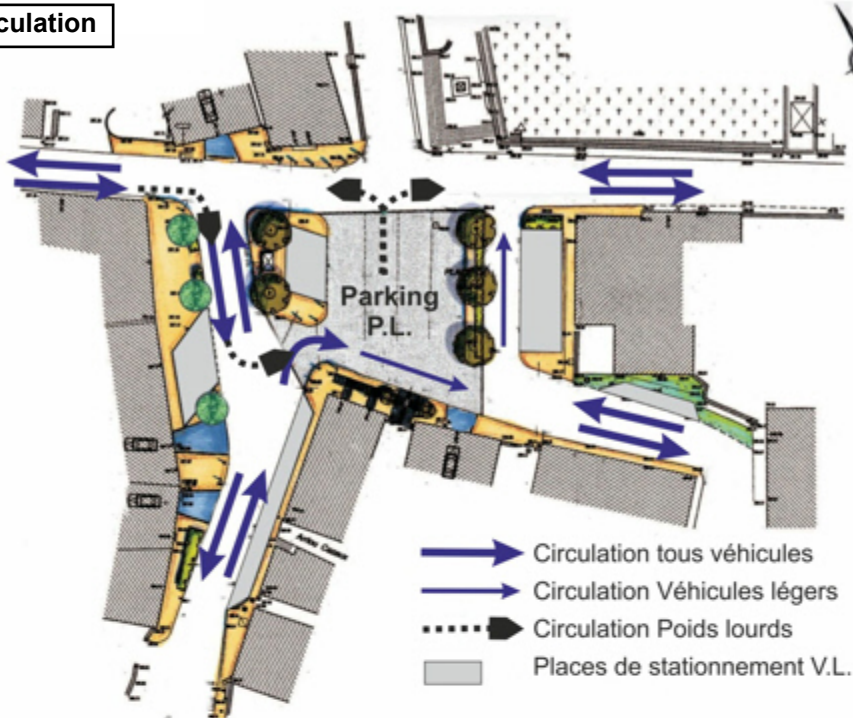 culation
Parking
P.L.
Circulation tous véhicules
Circulation Véhicules légers
Circulation Poids lourds
Places de stationnement V.L.